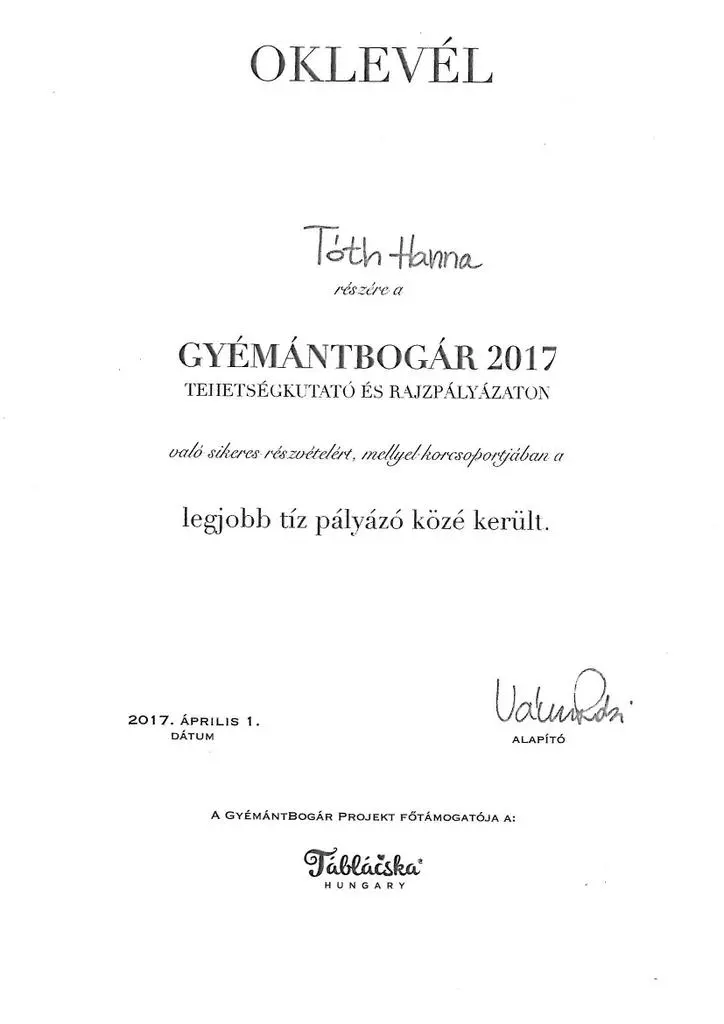 OKLEVÉL
Tóth Hanna
részére a
GYÉMÁNTBOGÁR 2017
TEHETSÉGKUTATÓ ÉS RAJZPÁLYÁZATON
való sikeres részvételért, mellyel korcsoportjában a
legjobb tíz pályázó közé került.
2017. ÁPRILIS 1.
DÁTUM
ALAPÍTÓ
A GYÉMÁNTBOGÁR PROJEKT FŐTÁMOGATÓJA A:
Tábláčska®
HUNGARY